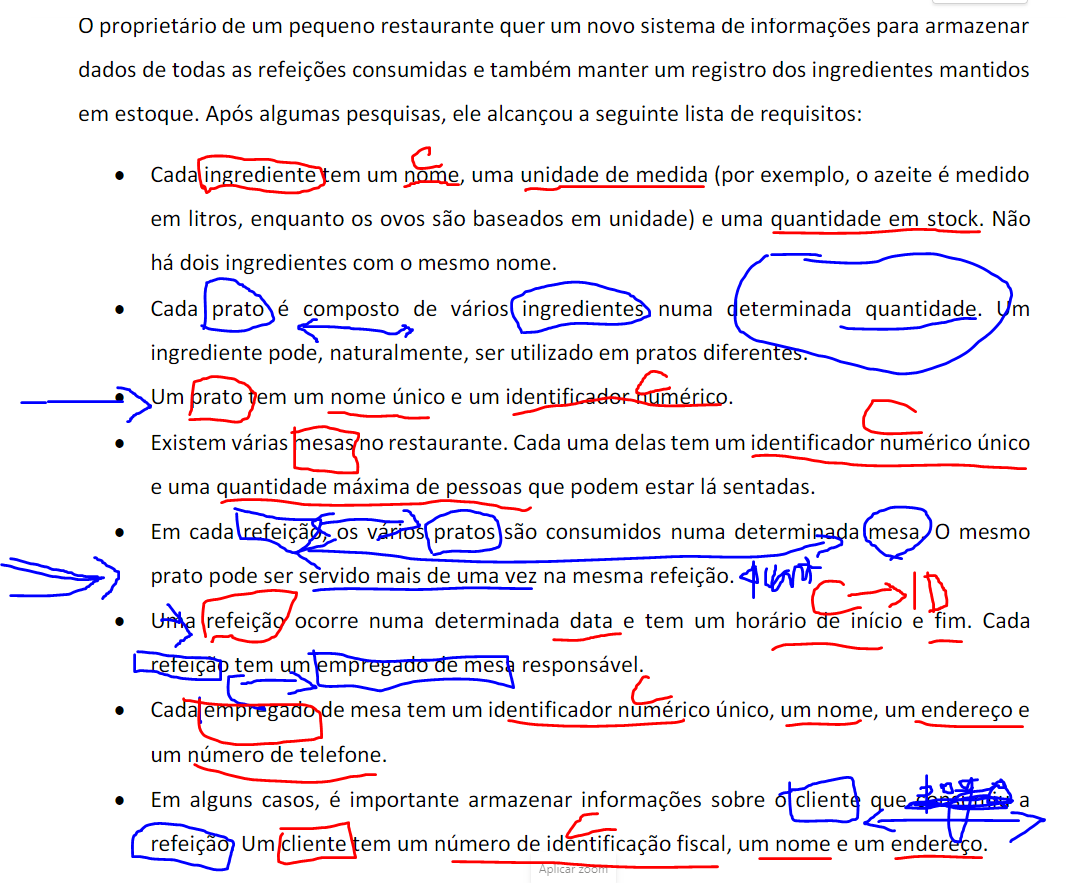 O proprietário de um pequeno restaurante quer um novo sistema de informações para armazenar
dados de todas as refeições consumidas e também manter um registro dos ingredientes mantidos
em estoque. Após algumas pesquisas, ele alcançou a seguinte lista de requisitos:
C
• Cada ingrediente tem um nome, uma unidade de medida (por exemplo, o azeite é medido
em litros, enquanto os ovos são baseados em unidade) e uma quantidade em stock. Não
há dois ingredientes com o mesmo nome.
• Cada prato é composto de vários ingredientes numa determinada quantidade. Um
ingrediente pode, naturalmente, ser utilizado em pratos diferentes.
C
• Um prato tem um nome único e um identificador numérico.
C
• Existem várias mesas no restaurante. Cada uma delas tem um identificador numérico único
e uma quantidade máxima de pessoas que podem estar lá sentadas.
• Em cada refeição, os vários pratos são consumidos numa determinada mesa. O mesmo
prato pode ser servido mais de uma vez na mesma refeição.
C ID
• Uma refeição ocorre numa determinada data e tem um horário de início e fim. Cada
refeição tem um empregado de mesa responsável.
C
• Cada empregado de mesa tem um identificador numérico único, um nome, um endereço e
um número de telefone.
• Em alguns casos, é importante armazenar informações sobre o cliente que a
C
refeição. Um cliente tem um número de identificação fiscal, um nome e um endereço.
Aplicar zoom